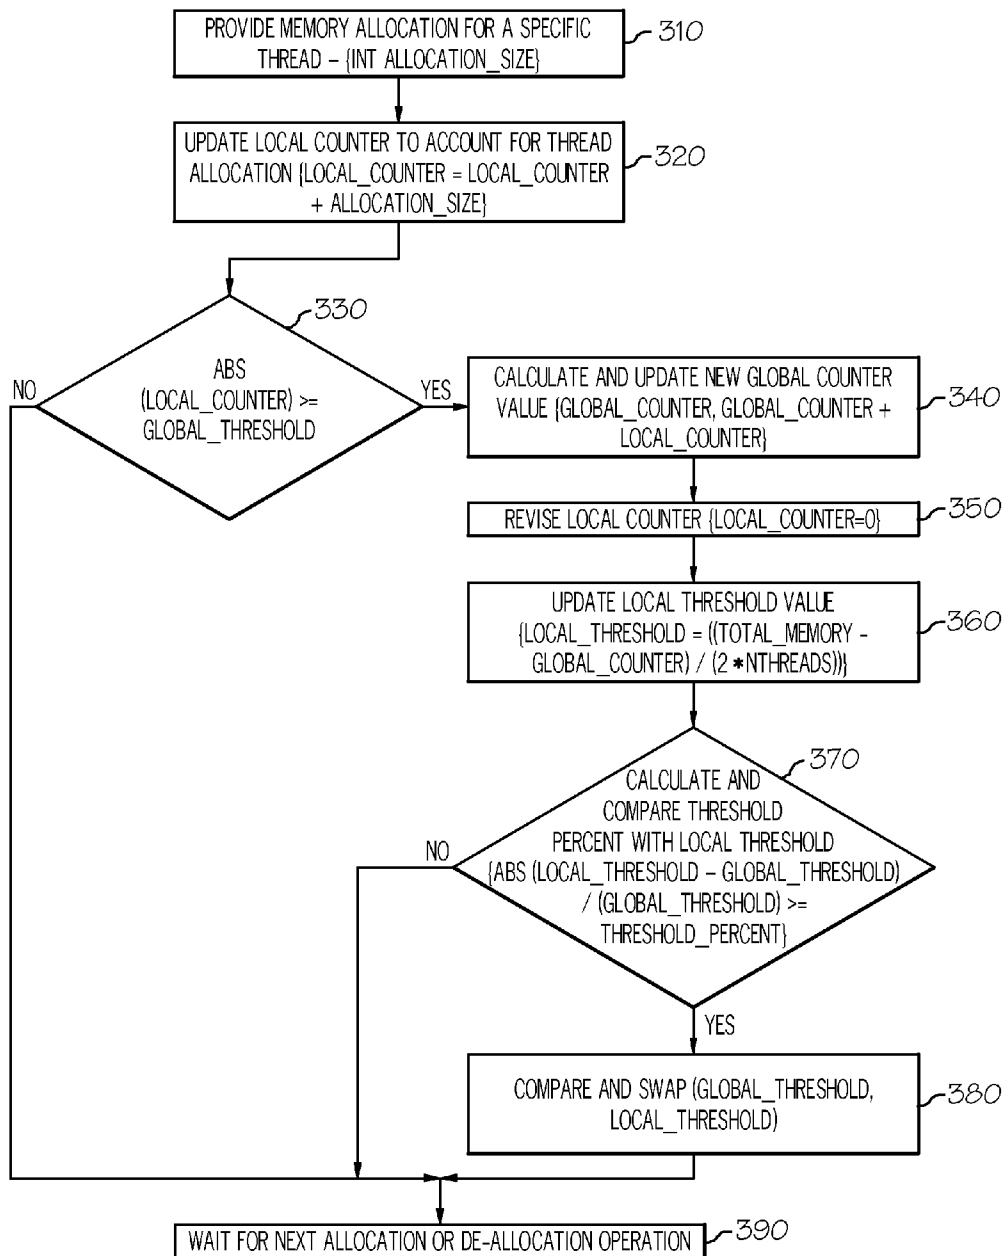 PROVIDE MEMORY ALLOCATION FOR A SPECIFIC
THREAD – {INT ALLOCATION_SIZE}
310
UPDATE LOCAL COUNTER TO ACCOUNT FOR THREAD
ALLOCATION {LOCAL_COUNTER = LOCAL_COUNTER
+ ALLOCATION_SIZE}
320
330
ABS
(LOCAL_COUNTER) >=
GLOBAL_THRESHOLD
NO
YES
CALCULATE AND UPDATE NEW GLOBAL COUNTER
VALUE {GLOBAL_COUNTER, GLOBAL_COUNTER +
LOCAL_COUNTER}
340
REVISE LOCAL COUNTER {LOCAL_COUNTER=0}
350
UPDATE LOCAL THRESHOLD VALUE
{LOCAL_THRESHOLD = ((TOTAL_MEMORY –
GLOBAL_COUNTER) / (2 *NTHREADS))}
360
370
CALCULATE AND
COMPARE THRESHOLD
PERCENT WITH LOCAL THRESHOLD
{ABS (LOCAL_THRESHOLD – GLOBAL_THRESHOLD)
/ (GLOBAL_THRESHOLD) >=
THRESHOLD_PERCENT}
NO
YES
COMPARE AND SWAP (GLOBAL_THRESHOLD,
LOCAL_THRESHOLD)
380
WAIT FOR NEXT ALLOCATION OR DE-ALLOCATION OPERATION
390